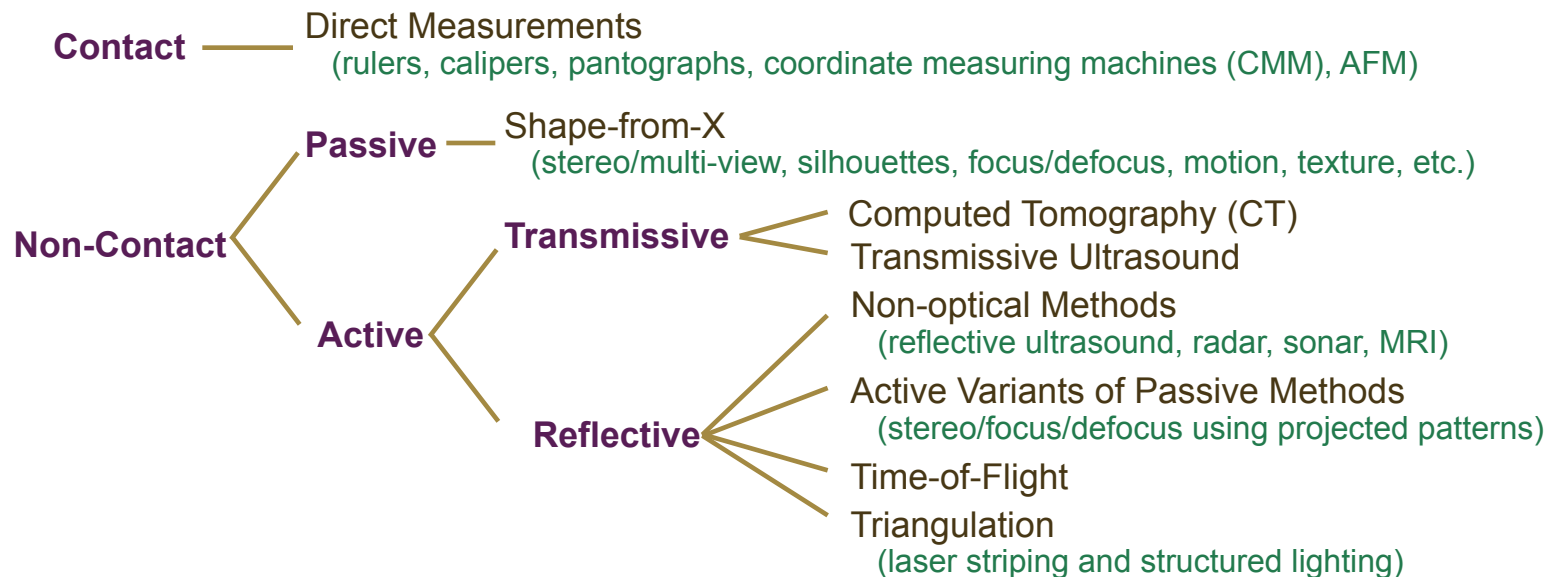 Contact
Direct Measurements
(rulers, calipers, pantographs, coordinate measuring machines (CMM), AFM)
Non-Contact
Passive
Shape-from-X
(stereo/multi-view, silhouettes, focus/defocus, motion, texture, etc.)
Active
Transmissive
Computed Tomography (CT)
Transmissive Ultrasound
Reflective
Non-optical Methods
(reflective ultrasound, radar, sonar, MRI)
Active Variants of Passive Methods
(stereo/focus/defocus using projected patterns)
Time-of-Flight
Triangulation
(laser striping and structured lighting)